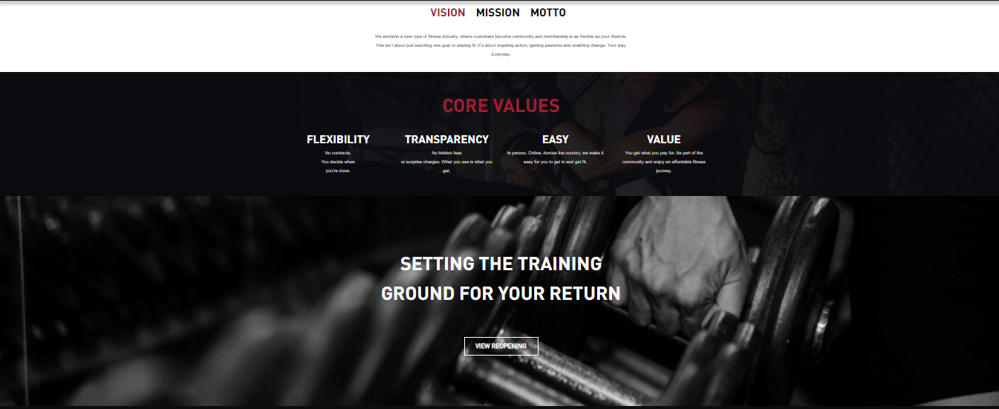 VISION MISSION MOTTO
We envision a new type of fitness industry, where customers become community and membership is as flexible as your lifestyle.
This isn't about just reaching one goal or staying fit. It's about inspiring action, igniting passions and enabling change. Your way.
Everyday.
CORE VALUES
FLEXIBILITY
No contracts.
You decide when
you're done.
TRANSPARENCY
No hidden fees
or surprise charges. What you see is what you
get.
EASY
In person. Online. Across the country, we make it
easy for you to get in and get fit.
VALUE
You get what you pay for. Be part of the
community and enjoy an affordable fitness
journey.
SETTING THE TRAINING
GROUND FOR YOUR RETURN
VIEW REOPENING